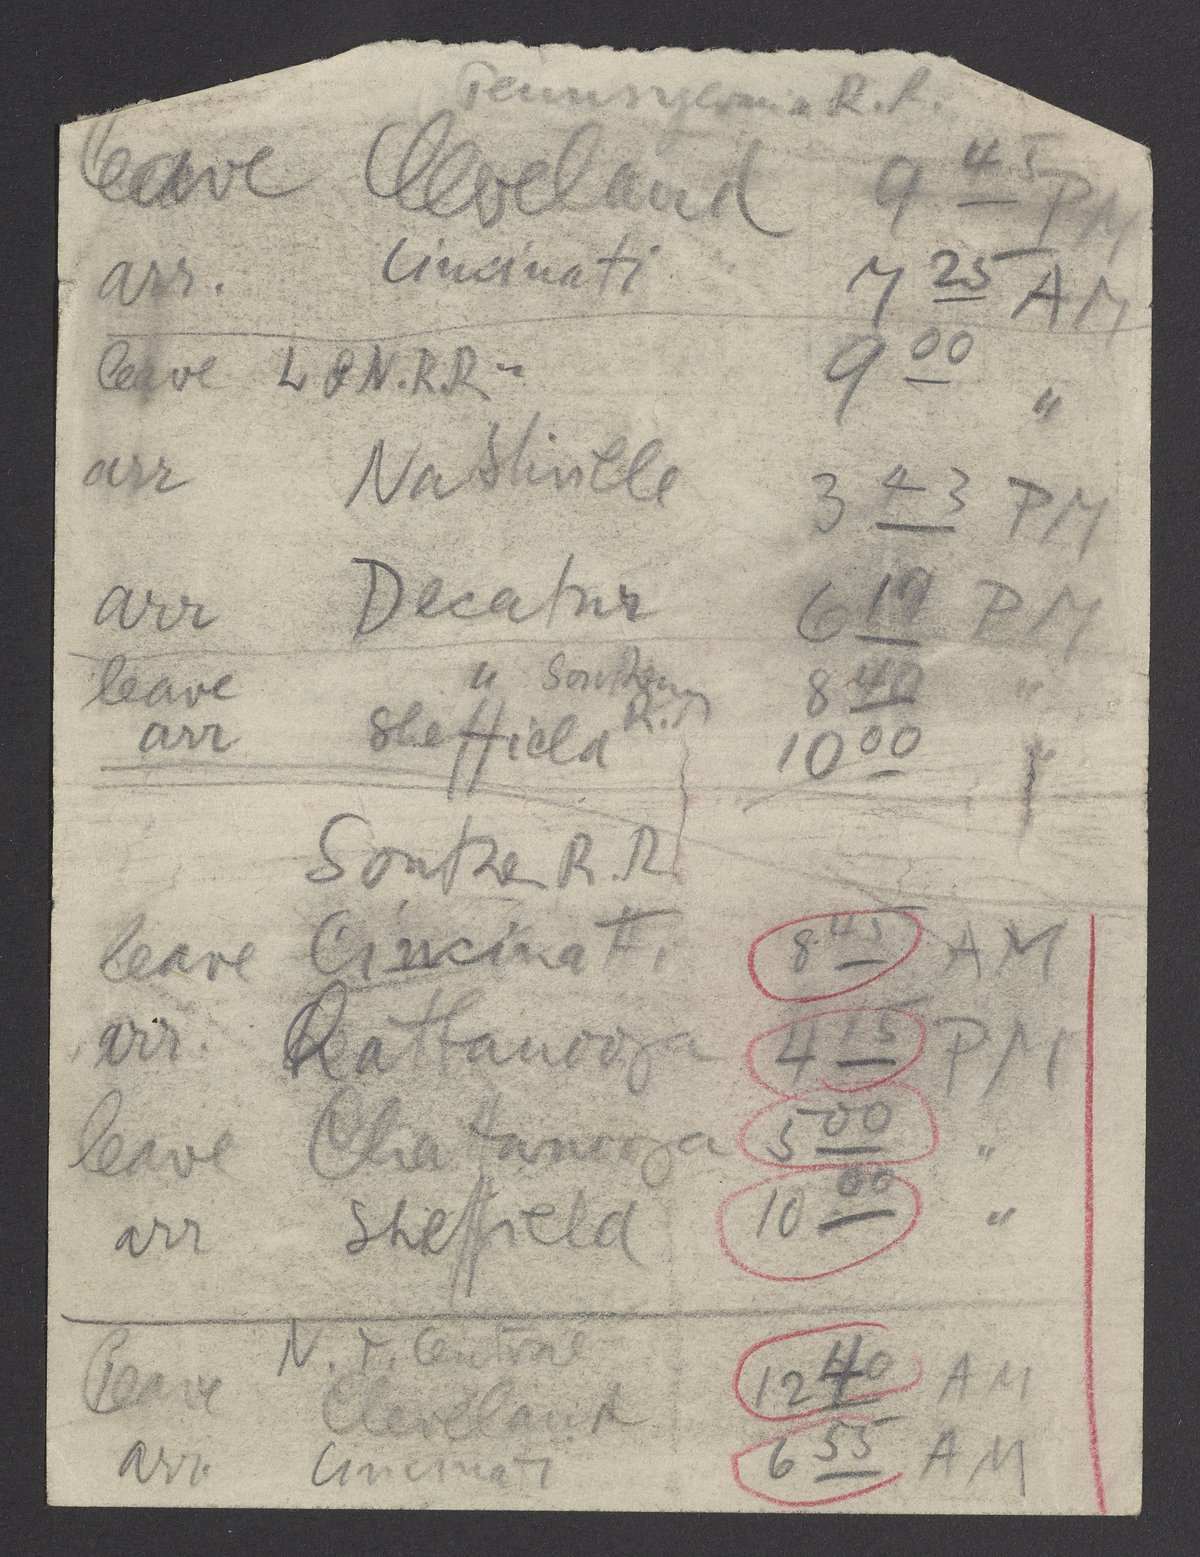 Pennsylvania R.R.
leave Cleveland 9 45 PM
arr. Cincinati 7 25 AM
leave L & N.R.R - 9 00 "
arr Nashville 3 43 PM
arr Decatur 6 19 PM
leave " Southern R.R 8 40 "
arr Sheffield 10 00 "
Southern R.R.
leave Cincinati 8 45 AM
arr. Chattanooga 4 15 PM
leave Chattanooga 5 00 "
arr Sheffield 10 00 "
N.Y. Central
leave Cleveland 12 40 AM
arr. Cincinati 6 55 AM